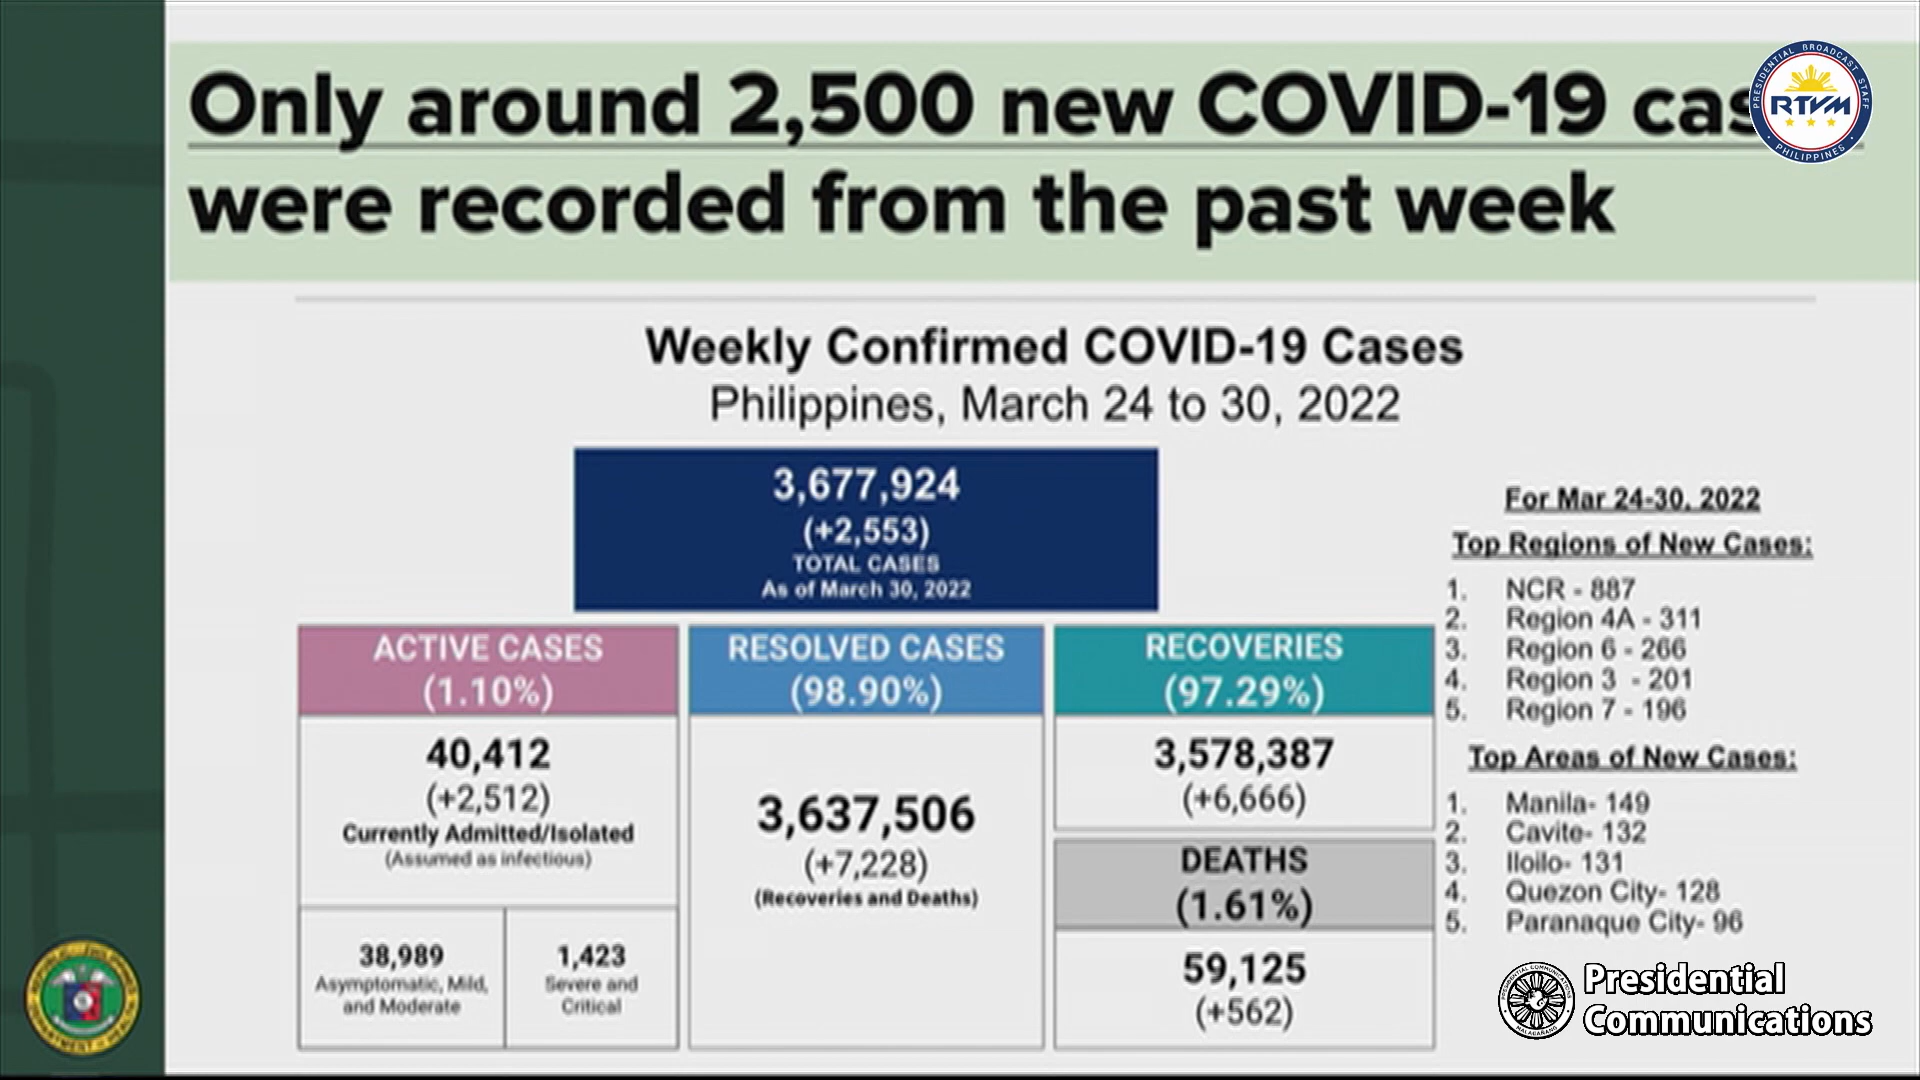 Only around 2,500 new COVID-19 cas
were recorded from the past week
PRESIDENTIAL BROADCAST STAFF
RTVM
PHILIPPINES
Weekly Confirmed COVID-19 Cases
Philippines, March 24 to 30, 2022
3,677,924
(+2,553)
TOTAL CASES
As of March 30, 2022
ACTIVE CASES
(1.10%)
40,412
(+2,512)
Currently Admitted/Isolated
(Assumed as infectious)
38,989
Asymptomatic, Mild,
and Moderate
1,423
Severe and
Critical
RESOLVED CASES
(98.90%)
3,637,506
(+7,228)
(Recoveries and Deaths)
RECOVERIES
(97.29%)
3,578,387
(+6,666)
DEATHS
(1.61%)
59,125
(+562)
For Mar 24-30, 2022
Top Regions of New Cases:
1. NCR - 887
2. Region 4A - 311
3. Region 6 - 266
4. Region 3 - 201
5. Region 7 - 196
Top Areas of New Cases:
1. Manila- 149
2. Cavite- 132
3. Iloilo- 131
4. Quezon City- 128
5. Paranaque City- 96
Presidential
Communications